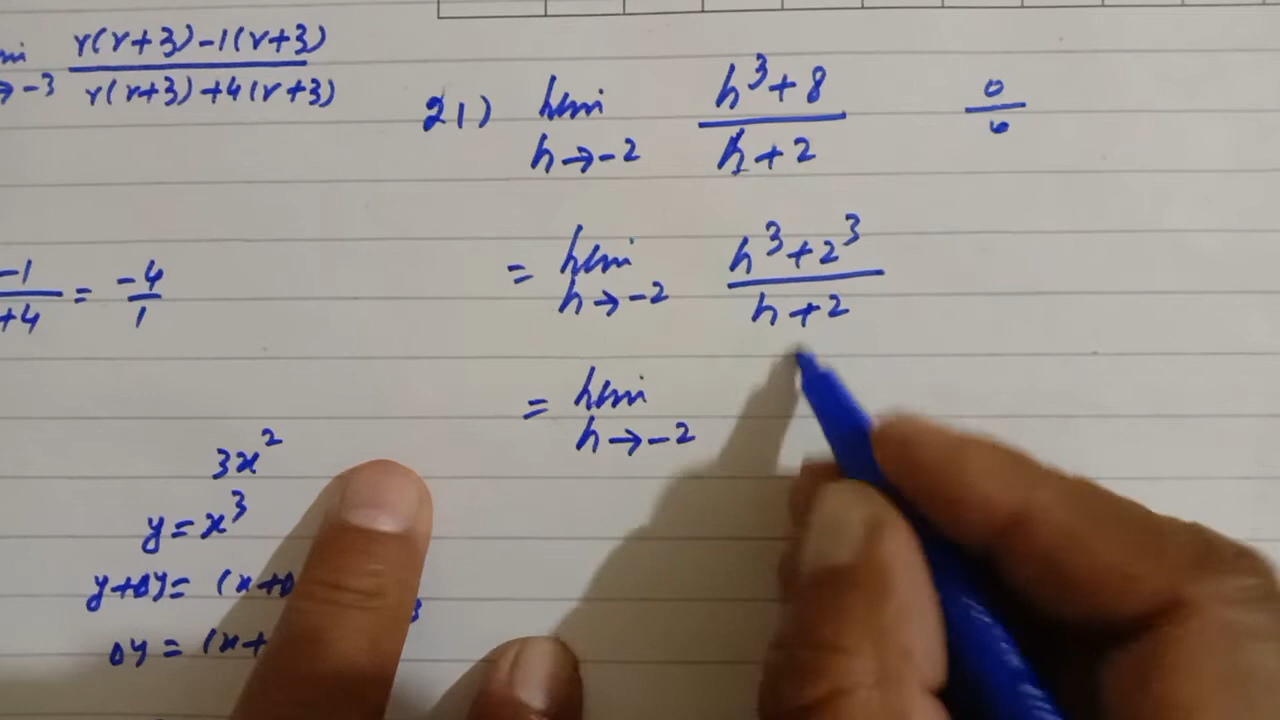 r(r+3)-1(r+3)
→-3 r(r+3)+4(r+3)
-1/+4 = -4/1
3x²
y=x³
y+Δy= (x+Δ
Δy = (x+
3
21) lim h→-2 h³+8/h+2 0/0
= lim h→-2 h³+2³/h+2
= lim h→-2